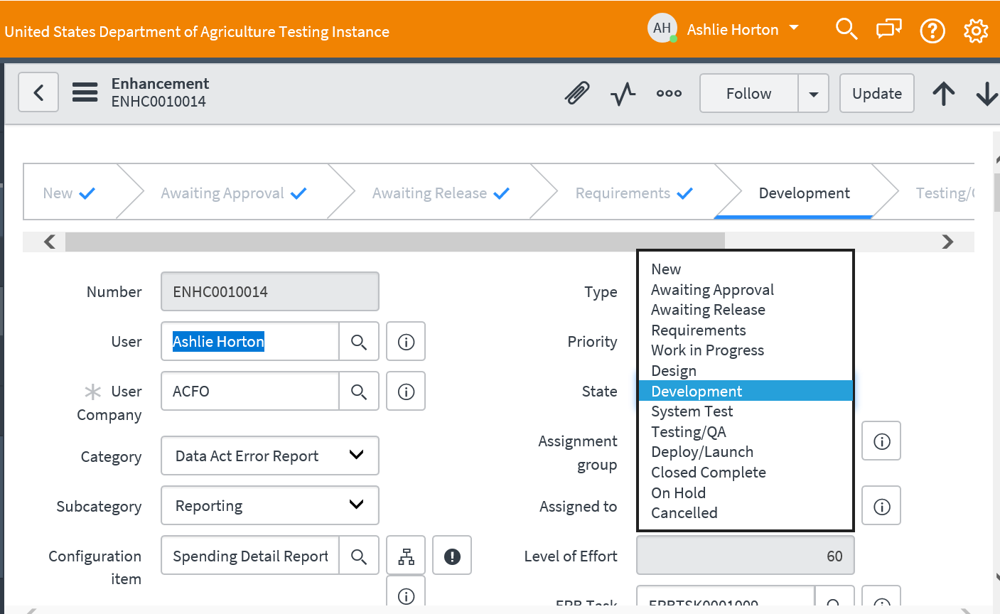 United States Department of Agriculture Testing Instance
AH
Ashlie Horton
Enhancement
ENHC0010014
Follow
Update
New
Awaiting Approval
Awaiting Release
Requirements
Development
Testing/
Number
ENHC0010014
User
Ashlie Horton
User
Company
ACFO
Category
Data Act Error Report
Subcategory
Reporting
Configuration
item
Spending Detail Report
Type
Priority
State
New
Awaiting Approval
Awaiting Release
Requirements
Work in Progress
Design
Development
System Test
Testing/QA
Deploy/Launch
Closed Complete
On Hold
Cancelled
Assignment
group
Assigned to
Level of Effort
60